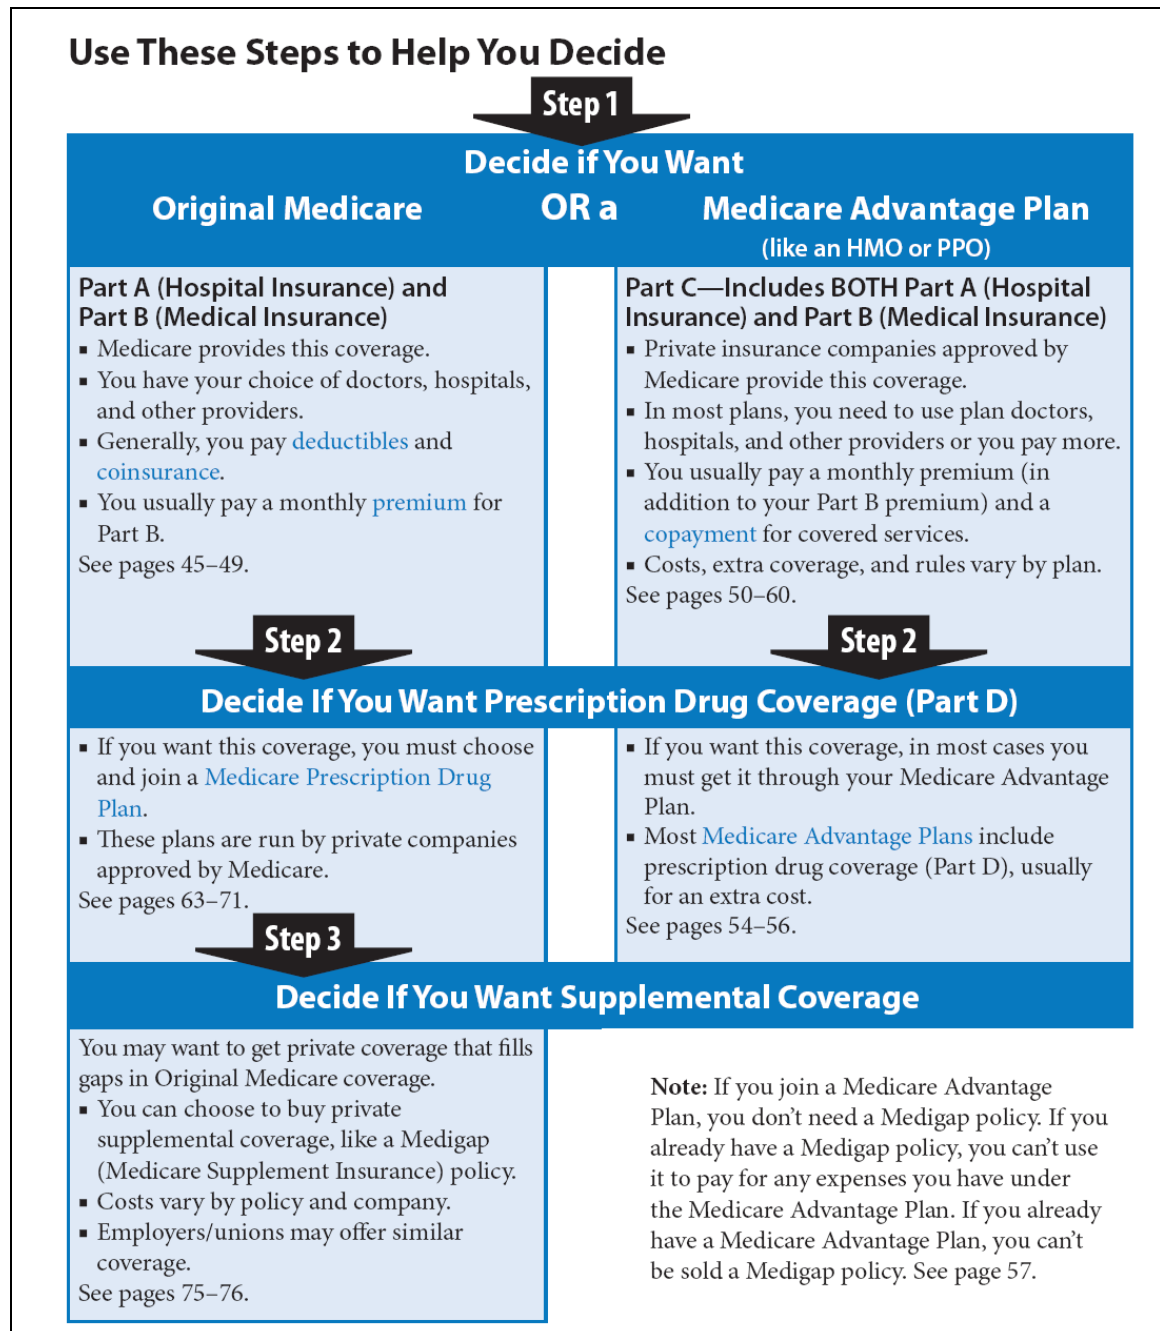 Use These Steps to Help You Decide
Step 1
Decide if You Want
Original Medicare OR a Medicare Advantage Plan
(like an HMO or PPO)
Part A (Hospital Insurance) and
Part B (Medical Insurance)
▪ Medicare provides this coverage.
▪ You have your choice of doctors, hospitals,
and other providers.
▪ Generally, you pay deductibles and
coinsurance.
▪ You usually pay a monthly premium for
Part B.
See pages 45–49.
Part C—Includes BOTH Part A (Hospital
Insurance) and Part B (Medical Insurance)
▪ Private insurance companies approved by
Medicare provide this coverage.
▪ In most plans, you need to use plan doctors,
hospitals, and other providers or you pay more.
▪ You usually pay a monthly premium (in
addition to your Part B premium) and a
copayment for covered services.
▪ Costs, extra coverage, and rules vary by plan.
See pages 50–60.
Step 2
Step 2
Decide If You Want Prescription Drug Coverage (Part D)
▪ If you want this coverage, you must choose
and join a Medicare Prescription Drug
Plan.
▪ These plans are run by private companies
approved by Medicare.
See pages 63–71.
▪ If you want this coverage, in most cases you
must get it through your Medicare Advantage
Plan.
▪ Most Medicare Advantage Plans include
prescription drug coverage (Part D), usually
for an extra cost.
See pages 54–56.
Step 3
Decide If You Want Supplemental Coverage
You may want to get private coverage that fills
gaps in Original Medicare coverage.
▪ You can choose to buy private
supplemental coverage, like a Medigap
(Medicare Supplement Insurance) policy.
▪ Costs vary by policy and company.
▪ Employers/unions may offer similar
coverage.
See pages 75–76.
Note: If you join a Medicare Advantage
Plan, you don’t need a Medigap policy. If you
already have a Medigap policy, you can’t use
it to pay for any expenses you have under
the Medicare Advantage Plan. If you already
have a Medicare Advantage Plan, you can’t
be sold a Medigap policy. See page 57.